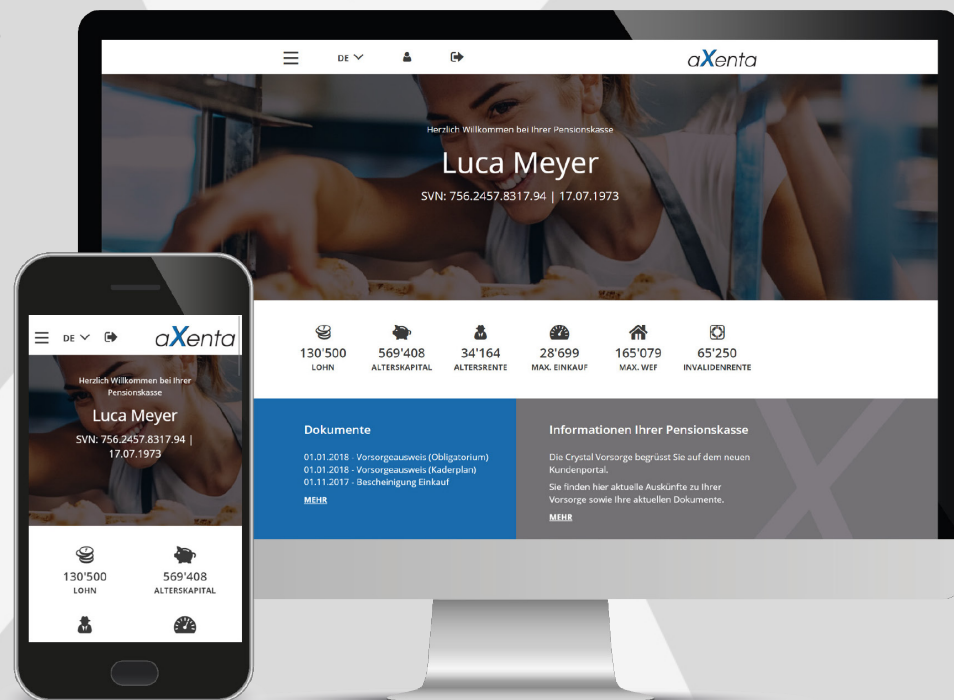 DE
aXenta
Herzlich Willkommen bei Ihrer Pensionskasse
Luca Meyer
SVN: 756.2457.8317.94 | 17.07.1973
130'500
LOHN
569'408
ALTERSKAPITAL
34'164
ALTERSRENTE
28'699
MAX. EINKAUF
165'079
MAX. WEF
65'250
INVALIDENRENTE
Dokumente
01.01.2018 - Vorsorgeausweis (Obligatorium)
01.01.2018 - Vorsorgeausweis (Kaderplan)
01.11.2017 - Bescheinigung Einkauf
MEHR
Informationen Ihrer Pensionskasse
Die Crystal Vorsorge begrüsst Sie auf dem neuen
Kundenportal.
Sie finden hier aktuelle Auskünfte zu Ihrer
Vorsorge sowie Ihre aktuellen Dokumente.
MEHR
DE
aXenta
Herzlich Willkommen bei Ihrer
Pensionskasse
Luca Meyer
SVN: 756.2457.8317.94 |
17.07.1973
130'500
LOHN
569'408
ALTERSKAPITAL